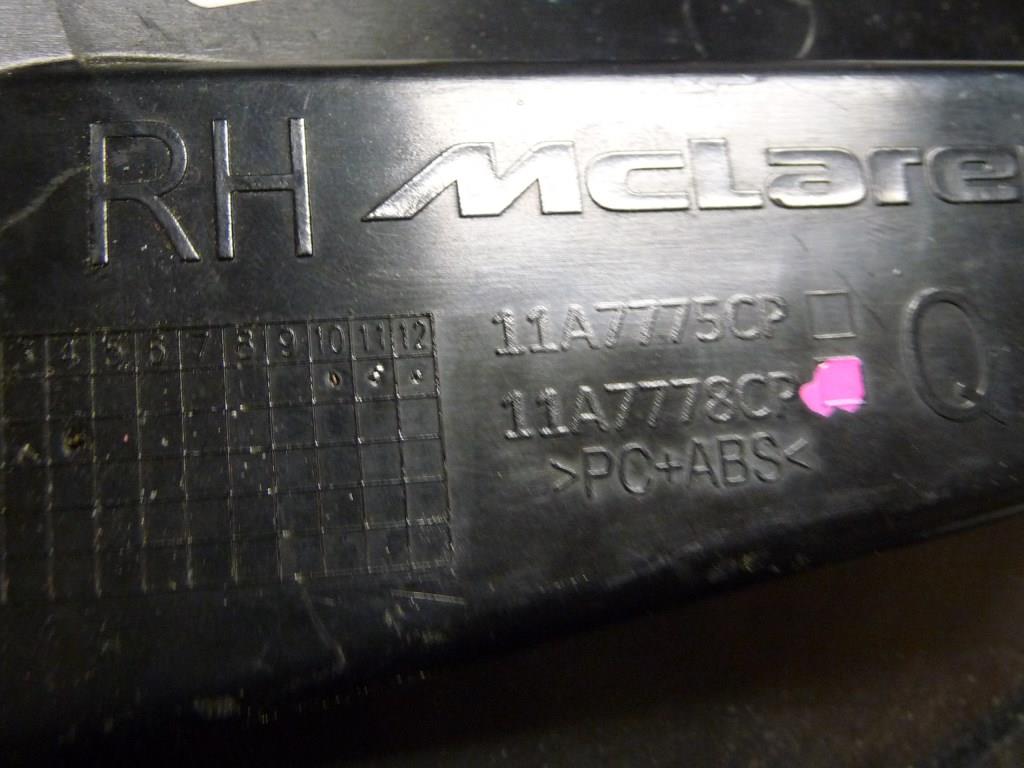 RH McLaren
3 4 5 6 7 8 9 10 11 12
11A7775CP
11A7778CP
Q
>PC+ABS<